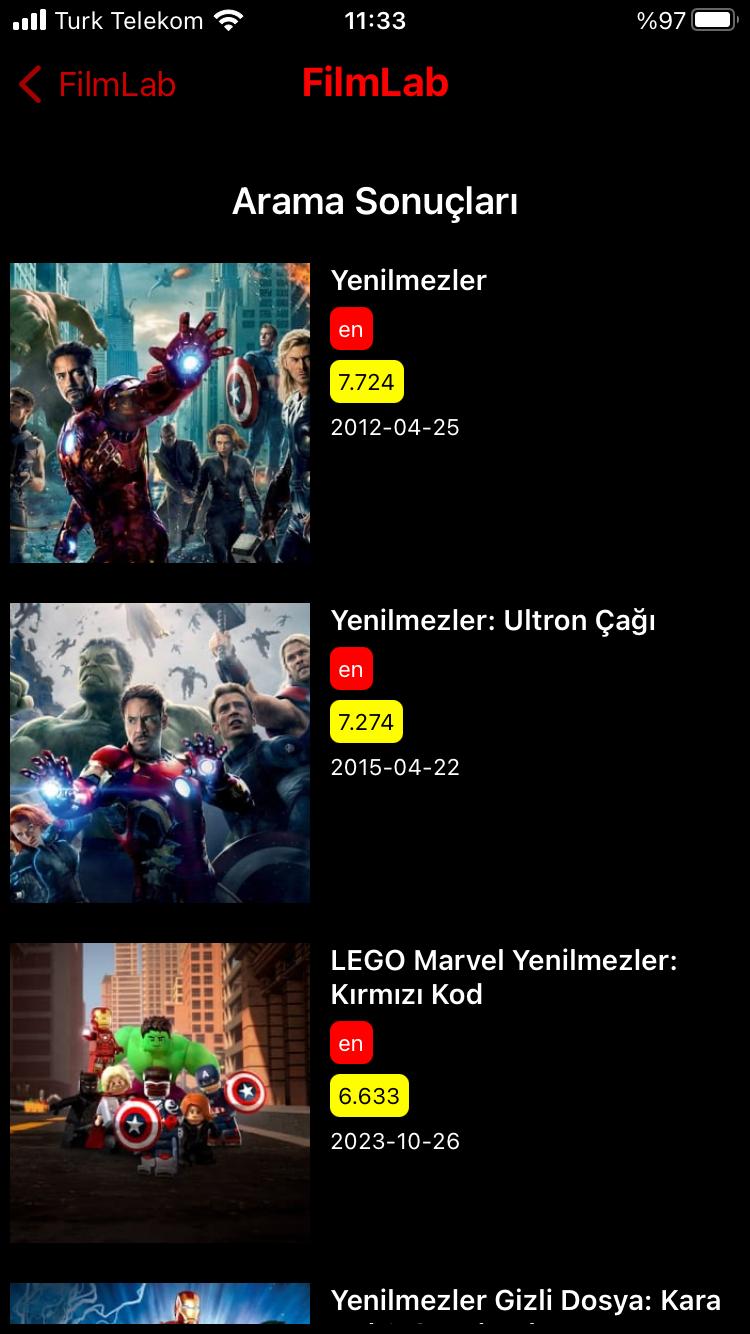 Turk Telekom
11:33
%97
FilmLab
FilmLab
Arama Sonuçları
Yenilmezler
en
7.724
2012-04-25
Yenilmezler: Ultron Çağı
en
7.274
2015-04-22
LEGO Marvel Yenilmezler:
Kırmızı Kod
en
6.633
2023-10-26
Yenilmezler Gizli Dosya: Kara